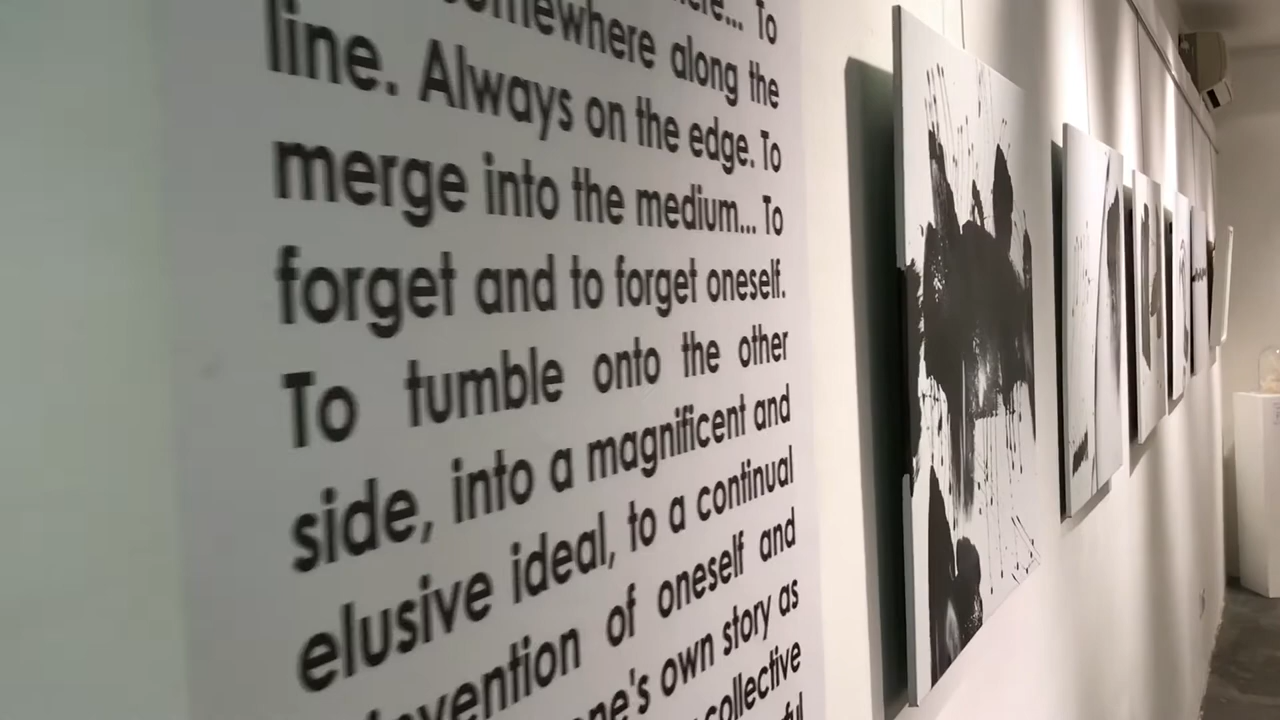 somewhere along the
line. Always on the edge. To
merge into the medium... To
forget and to forget oneself.
To tumble onto the other
side, into a magnificent and
elusive ideal, to a continual
of oneself and
own story as
collective